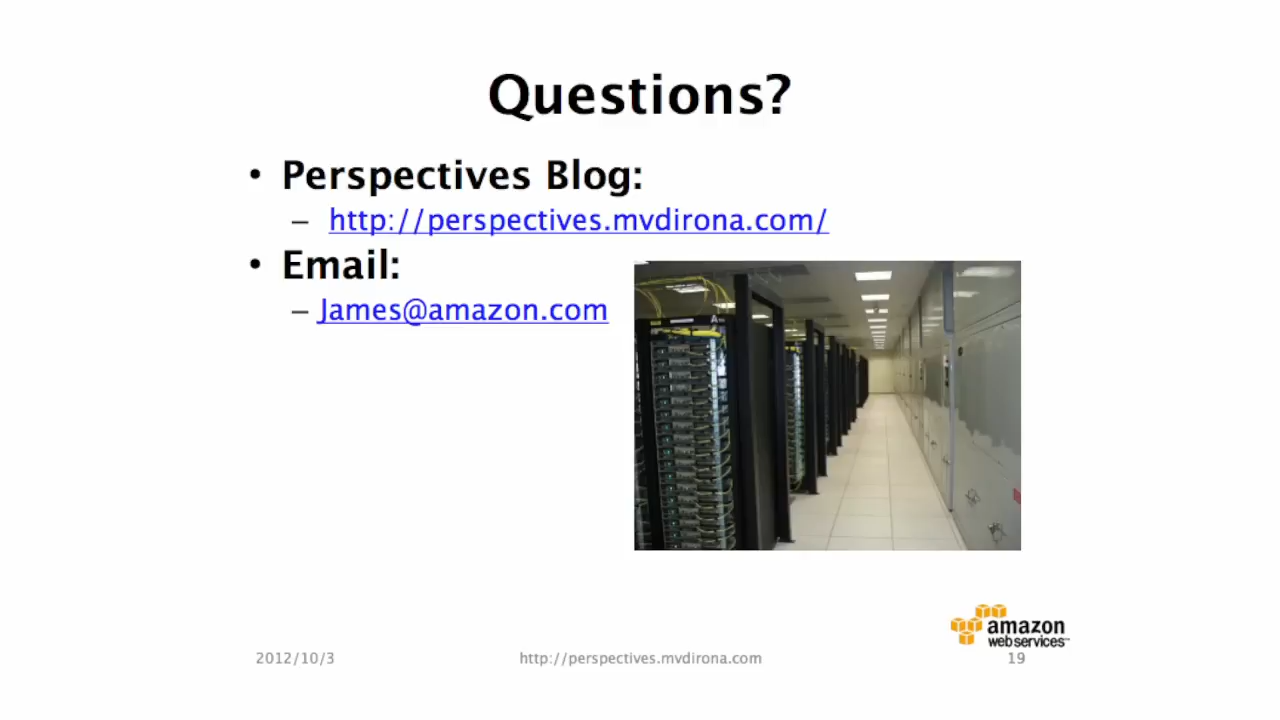 Questions?
• Perspectives Blog:
– http://perspectives.mvdirona.com/
• Email:
– James@amazon.com
amazon
webservices™
2012/10/3
http://perspectives.mvdirona.com
19